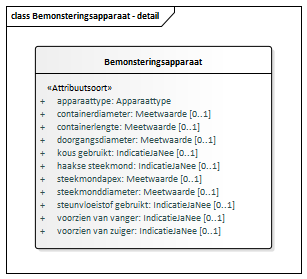 class Bemonsteringsapparaat - detail
Bemonsteringsapparaat
«Attribuutsoort»
+ apparaattype: Apparaattype
+ containerdiameter: Meetwaarde [0..1]
+ containerlengte: Meetwaarde [0..1]
+ doorgangsdiameter: Meetwaarde [0..1]
+ kous gebruikt: IndicatieJaNee [0..1]
+ haakse steekmond: IndicatieJaNee [0..1]
+ steekmondapex: Meetwaarde [0..1]
+ steekmonddiameter: Meetwaarde [0..1]
+ steunvloeistof gebruikt: IndicatieJaNee [0..1]
+ voorzien van vanger: IndicatieJaNee [0..1]
+ voorzien van zuiger: IndicatieJaNee [0..1]